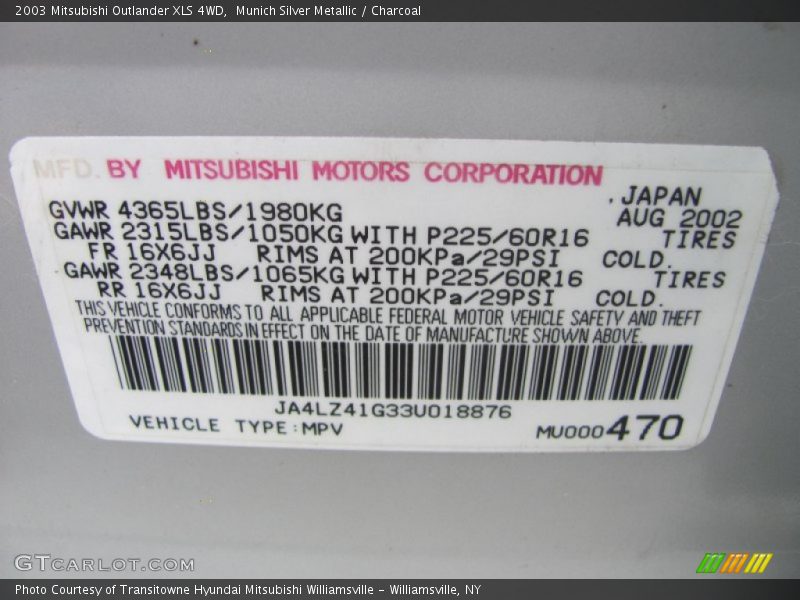 2003 Mitsubishi Outlander XLS 4WD,  Munich Silver Metallic / Charcoal
MFD. BY MITSUBISHI MOTORS CORPORATION
. JAPAN
GVWR 4365LBS/1980KG AUG 2002
GAWR 2315LBS/1050KG WITH P225/60R16 TIRES
FR 16X6JJ RIMS AT 200KPa/29PSI COLD.
GAWR 2348LBS/1065KG WITH P225/60R16 TIRES
RR 16X6JJ RIMS AT 200KPa/29PSI COLD.
THIS VEHICLE CONFORMS TO ALL APPLICABLE FEDERAL MOTOR VEHICLE SAFETY AND THEFT
PREVENTION STANDARDS IN EFFECT ON THE DATE OF MANUFACTURE SHOWN ABOVE.
JA4LZ41G33U018876
VEHICLE TYPE:MPV MU000470
GTCARLOT.COM
Photo Courtesy of Transitowne Hyundai Mitsubishi Williamsville – Williamsville, NY